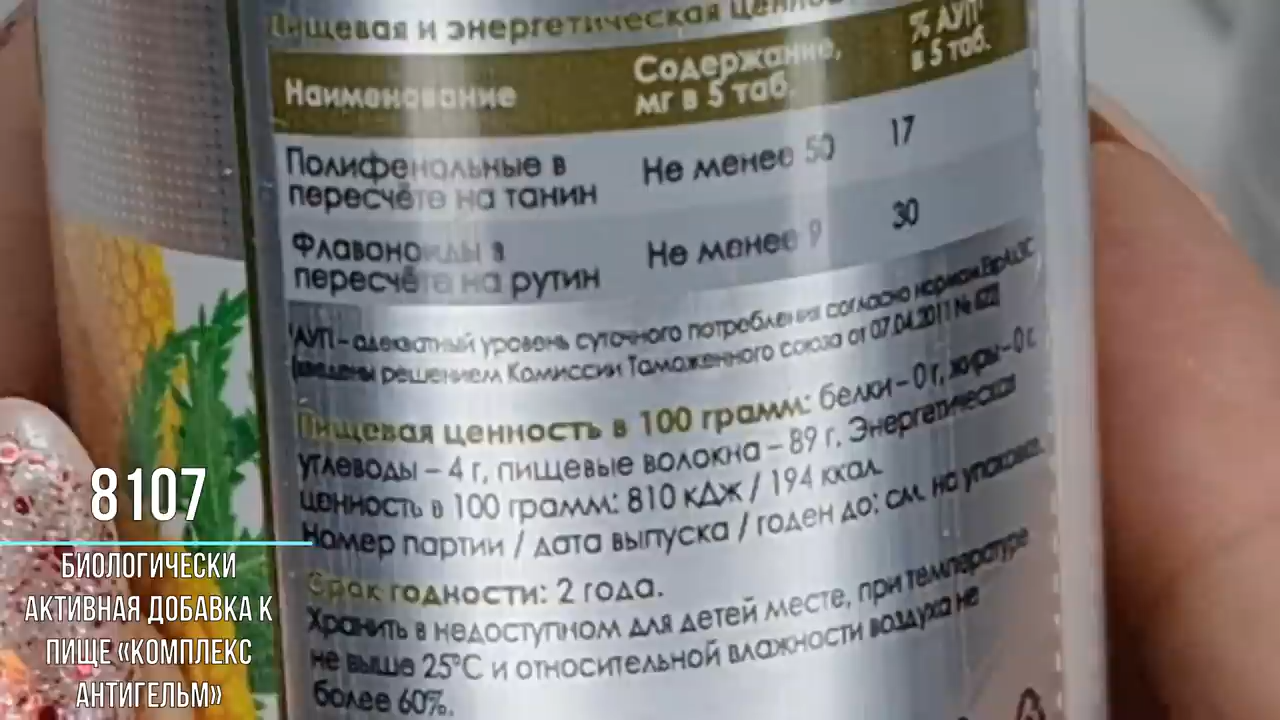 Пищевая и энергетическая ценно
Наименование
Содержание,
мг в 5 таб.
% АУП¹
в 5 таб.
Полифенольные в
пересчёте на танин
Не менее 50
17
Флавоноиды в
пересчёте на рутин
Не менее 9
30
¹АУП – адекватный уровень суточного потребления согласно нормам ЕврАзЭС
(введены решением Комиссии Таможенного союза от 07.04.2011 № 622)
Пищевая ценность в 100 грамм: белки – 0 г, жиры – 0 г,
углеводы – 4 г, пищевые волокна – 89 г. Энергетическая
ценность в 100 грамм: 810 кДж / 194 ккал.
Номер партии / дата выпуска / годен до: см. на упаковке.
Срок годности: 2 года.
Хранить в недоступном для детей месте, при температуре
не выше 25°С и относительной влажности воздуха не
более 60%.
8107
БИОЛОГИЧЕСКИ
АКТИВНАЯ ДОБАВКА К
ПИЩЕ «КОМПЛЕКС
АНТИГЕЛЬМ»